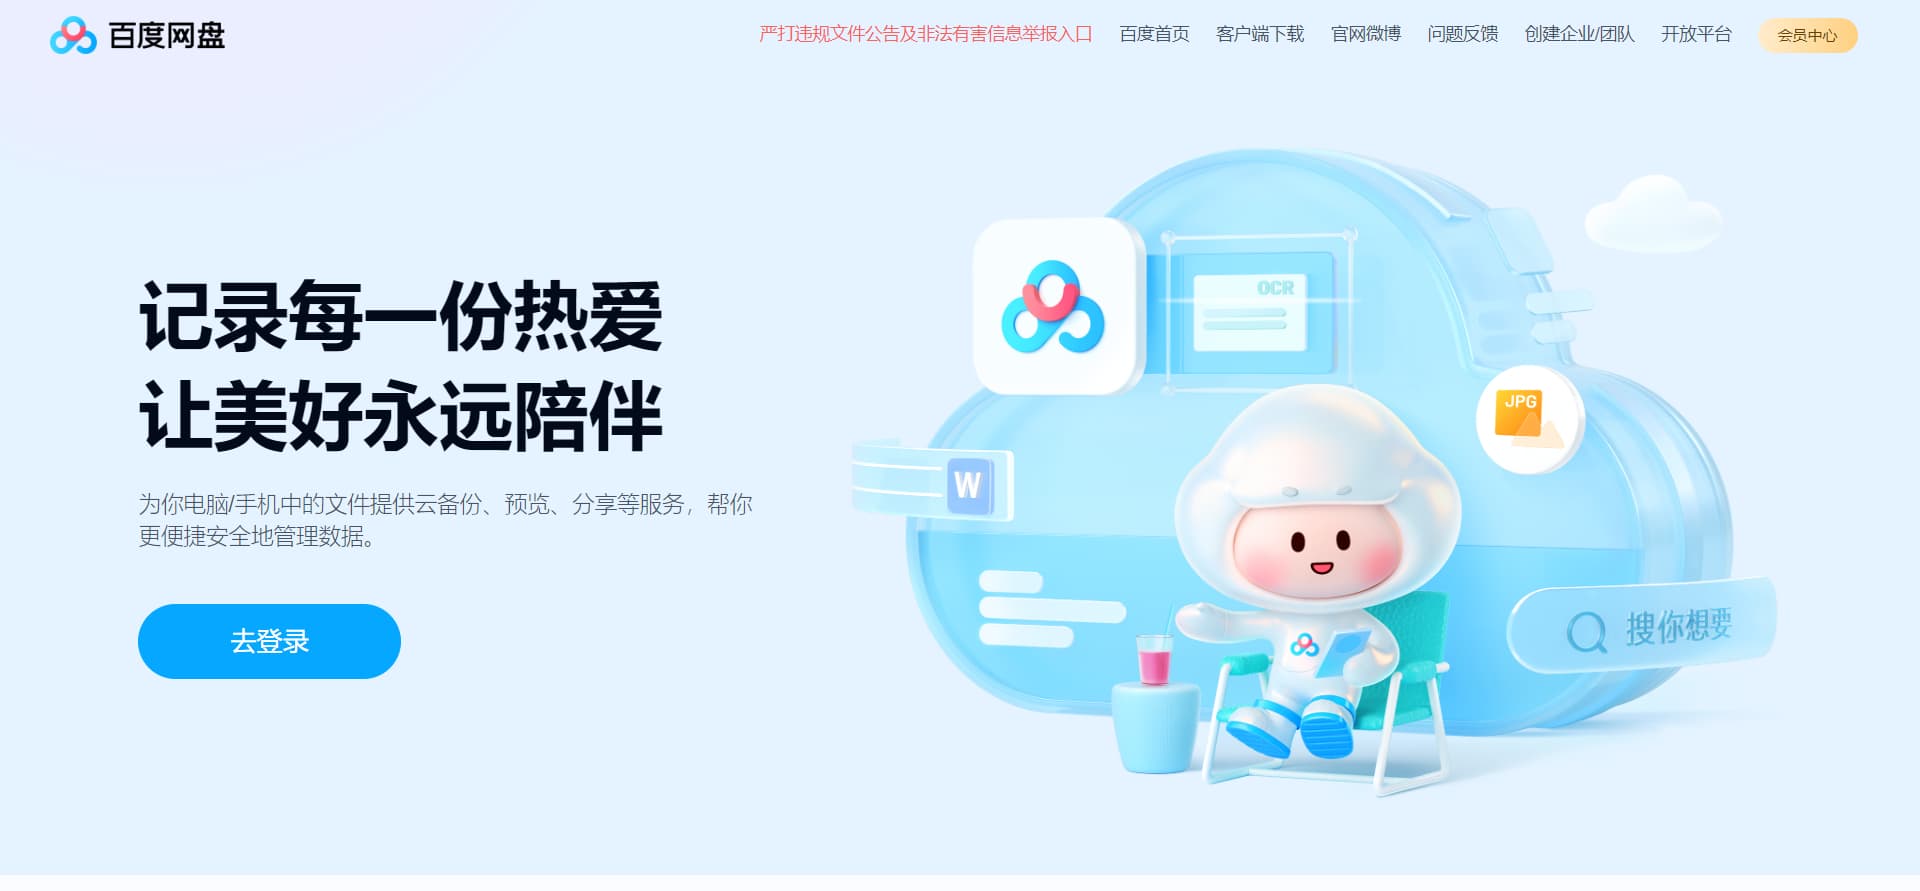 百度网盘
严打违规文件公告及非法有害信息举报入口 百度首页 客户端下载 官网微博 问题反馈 创建企业/团队 开放平台 会员中心
记录每一份热爱
让美好永远陪伴
为你电脑/手机中的文件提供云备份、预览、分享等服务，帮你
更便捷安全地管理数据。
去登录
OCR
JPG
W
搜你想要